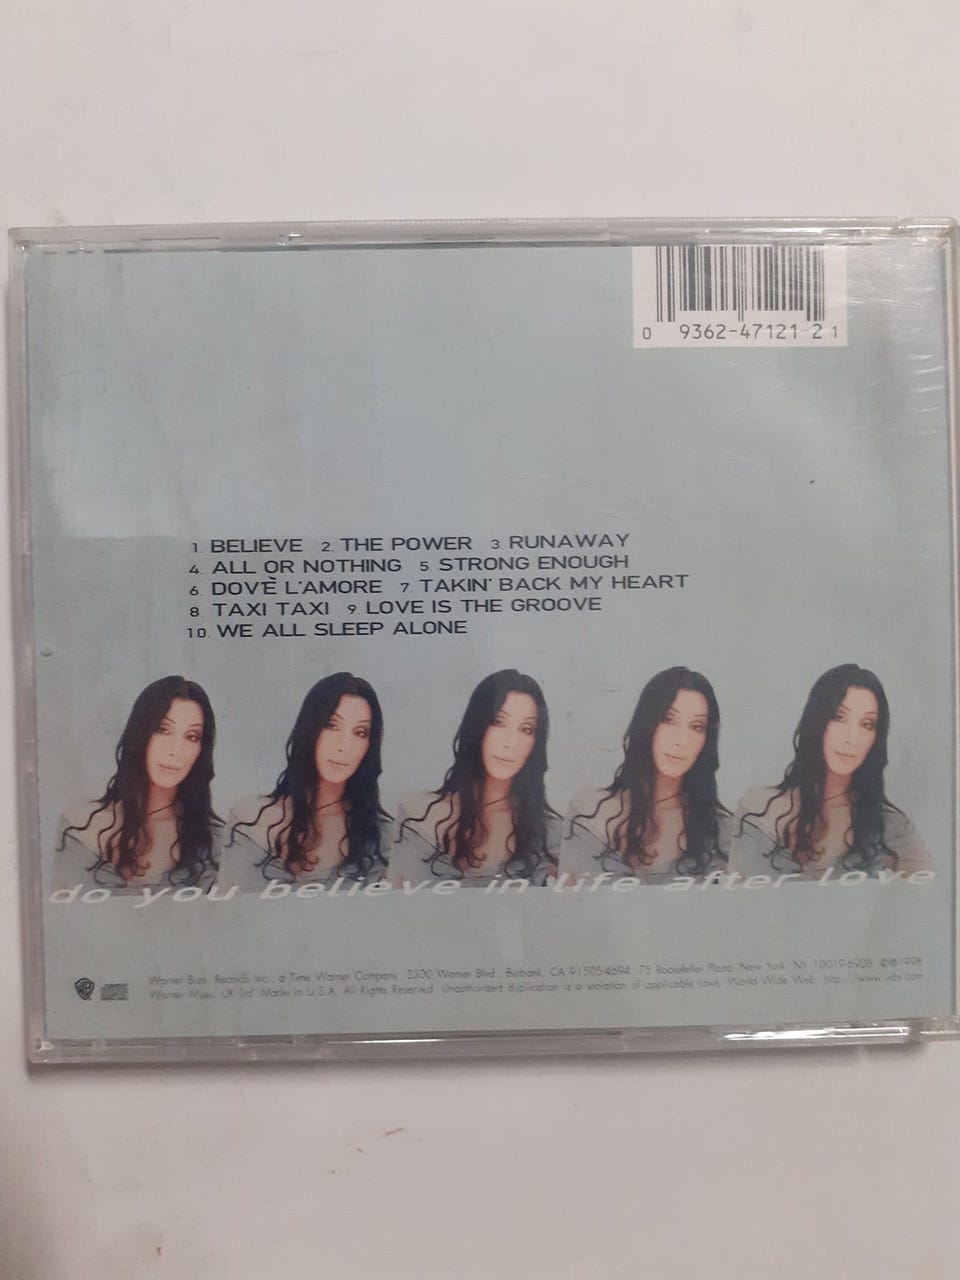 0 9362-47121-2 1
1. BELIEVE 2. THE POWER 3. RUNAWAY
4. ALL OR NOTHING 5. STRONG ENOUGH
6. DOVÈ L'AMORE 7. TAKIN' BACK MY HEART
8. TAXI TAXI 9. LOVE IS THE GROOVE
10. WE ALL SLEEP ALONE
do you believe in life after love
WB Warner Bros. Records Inc., a Time Warner Company. 3300 Warner Blvd., Burbank, CA 91505-4694. 75 Rockefeller Plaza, New York, NY 10019-6908. ©℗1998
Warner Music UK Ltd. Made in U.S.A. All Rights Reserved. Unauthorized duplication is a violation of applicable laws. World Wide Web: http://www.wbr.com